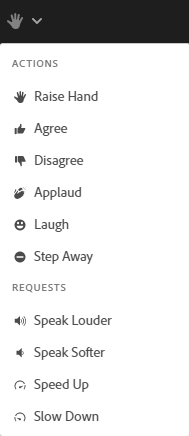 ACTIONS
Raise Hand
Agree
Disagree
Applaud
Laugh
Step Away
REQUESTS
Speak Louder
Speak Softer
Speed Up
Slow Down